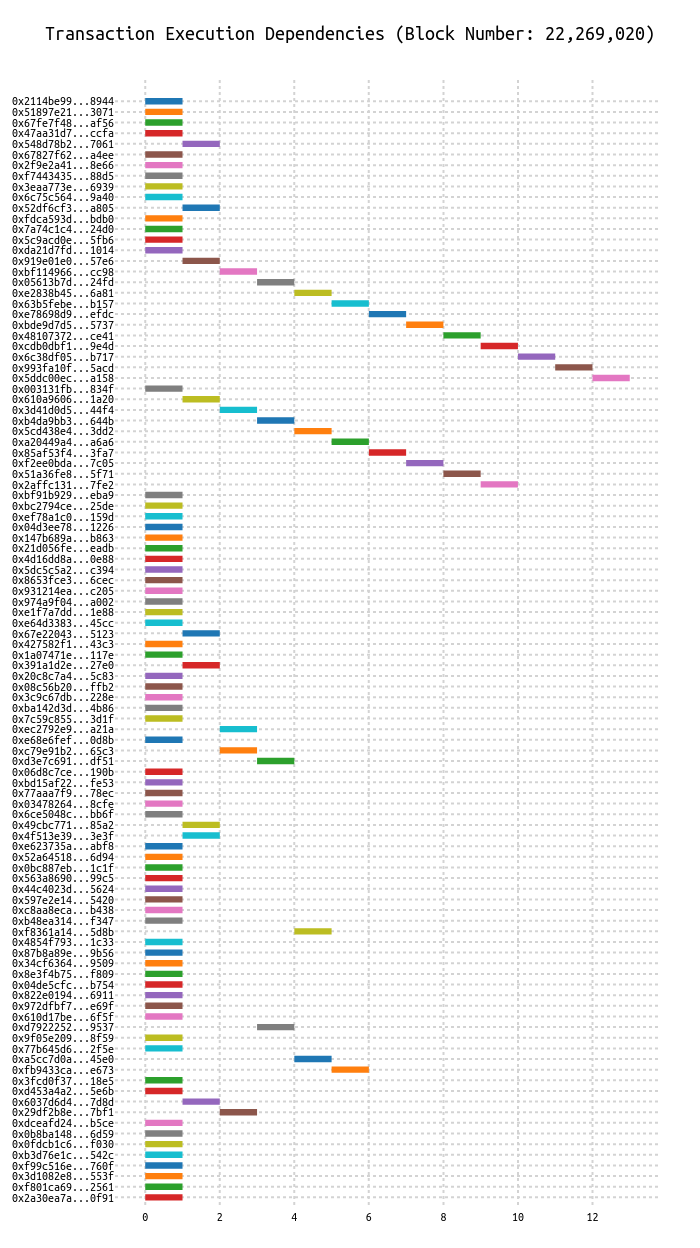 Transaction Execution Dependencies (Block Number: 22,269,020)
0x2114be99...8944
0x51897e21...3071
0x67fe7f48...af56
0x47aa31d7...ccfa
0x548d78b2...7061
0x67827f62...a4ee
0x2f9e2a41...8e66
0xf7443435...88d5
0x3eaa773e...6939
0x6c75c564...9a40
0x52df6cf3...a805
0xfdca593d...bdb0
0x7a74c1c4...24d0
0x5c9acd0e...5fb6
0xda21d7fd...1014
0x919e01e0...57e6
0xbf114966...cc98
0x05613b7d...24fd
0xe2838b45...6a81
0x63b5febe...b157
0xe78698d9...efdc
0xbde9d7d5...5737
0x48107372...ce41
0xcdb0dbf1...9e4d
0x6c38df05...b717
0x993fa10f...5acd
0x5ddc00ec...a158
0x003131fb...834f
0x610a9606...1a20
0x3d41d0d5...44f4
0xb4da9bb3...644b
0x5cd438e4...3dd2
0xa20449a4...a6a6
0x85af53f4...3fa7
0xf2ee0bda...7c05
0x51a36fe8...5f71
0x2affc131...7fe2
0xbf91b929...eba9
0xbc2794ce...25de
0xef78a1c0...159d
0x04d3ee78...1226
0x147b689a...b863
0x21d056fe...eadb
0x4d16dd8a...0e88
0x5dc5c5a2...c394
0x8653fce3...6cec
0x931214ea...c205
0x974a9f04...a002
0xe1f7a7dd...1e88
0xe64d3383...45cc
0x67e22043...5123
0x427582f1...43c3
0x1a07471e...117e
0x391a1d2e...27e0
0x20c8c7a4...5c83
0x08c56b20...ffb2
0x3c9c67db...228e
0xba142d3d...4b86
0x7c59c855...3d1f
0xec2792e9...a21a
0xe68e6fef...0d8b
0xc79e91b2...65c3
0xd3e7c691...df51
0x06d8c7ce...190b
0xbd15af22...fe53
0x77aaa7f9...78ec
0x03478264...8cfe
0x6ce5048c...bb6f
0x49cbc771...85a2
0x4f513e39...3e3f
0xe623735a...abf8
0x52a64518...6d94
0x0bc887eb...1c1f
0x563a8690...99c5
0x44c4023d...5624
0x597e2e14...5420
0xc8aa8eca...b438
0xb48ea314...f347
0xf8361a14...5d8b
0x4854f793...1c33
0x87b8a89e...9b56
0x34cf6364...9509
0x8e3f4b75...f809
0x04de5cfc...b754
0x822e0194...6911
0x972dfbf7...e69f
0x610d17be...6f5f
0xd7922252...9537
0x9f05e209...8f59
0x77b645d6...2f5e
0xa5cc7d0a...45e0
0xfb9433ca...e673
0x3fcd0f37...18e5
0xd453a4a2...5e6b
0x6037d6d4...7d8d
0x29df2b8e...7bf1
0xdceafd24...b5ce
0x0b8ba148...6d59
0x0fdcb1c6...f030
0xb3d76e1c...542c
0xf99c516e...760f
0x3d1082e8...553f
0xf801ca69...2561
0x2a30ea7a...0f91
0 2 4 6 8 10 12